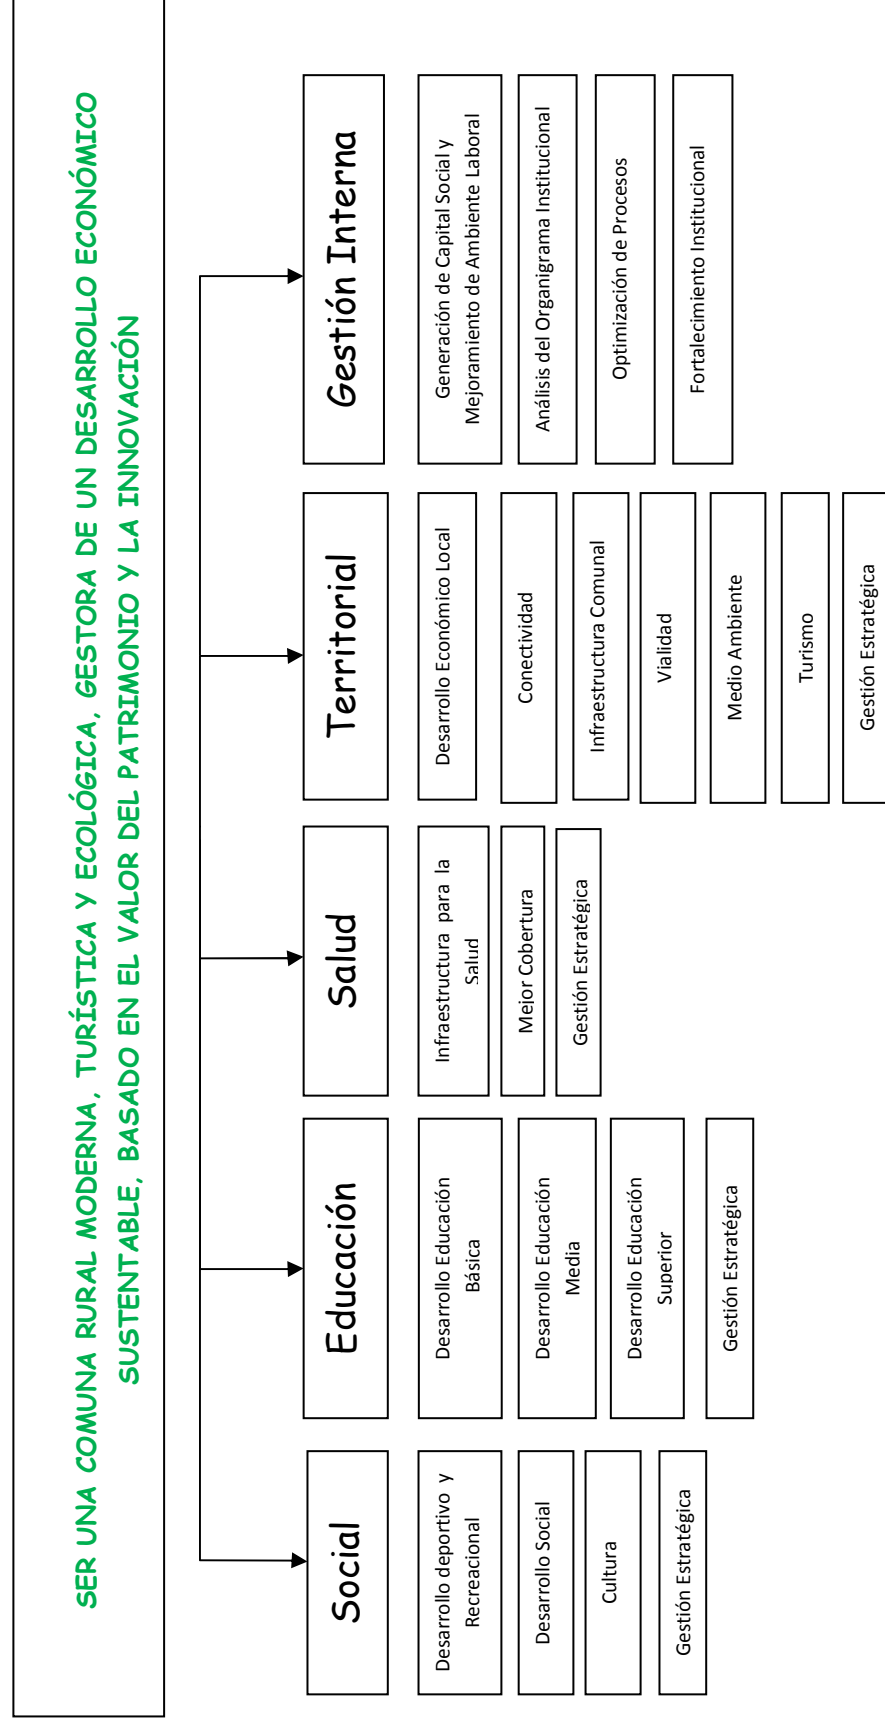 SER UNA COMUNA RURAL MODERNA, TURÍSTICA Y ECOLÓGICA, GESTORA DE UN DESARROLLO ECONÓMICO
SUSTENTABLE, BASADO EN EL VALOR DEL PATRIMONIO Y LA INNOVACIÓN
Social
Desarrollo deportivo y
Recreacional
Desarrollo Social
Cultura
Gestión Estratégica
Educación
Desarrollo Educación
Básica
Desarrollo Educación
Media
Desarrollo Educación
Superior
Gestión Estratégica
Salud
Infraestructura para la
Salud
Mejor Cobertura
Gestión Estratégica
Territorial
Desarrollo Económico Local
Conectividad
Infraestructura Comunal
Vialidad
Medio Ambiente
Turismo
Gestión Estratégica
Gestión Interna
Generación de Capital Social y
Mejoramiento de Ambiente Laboral
Análisis del Organigrama Institucional
Optimización de Procesos
Fortalecimiento Institucional